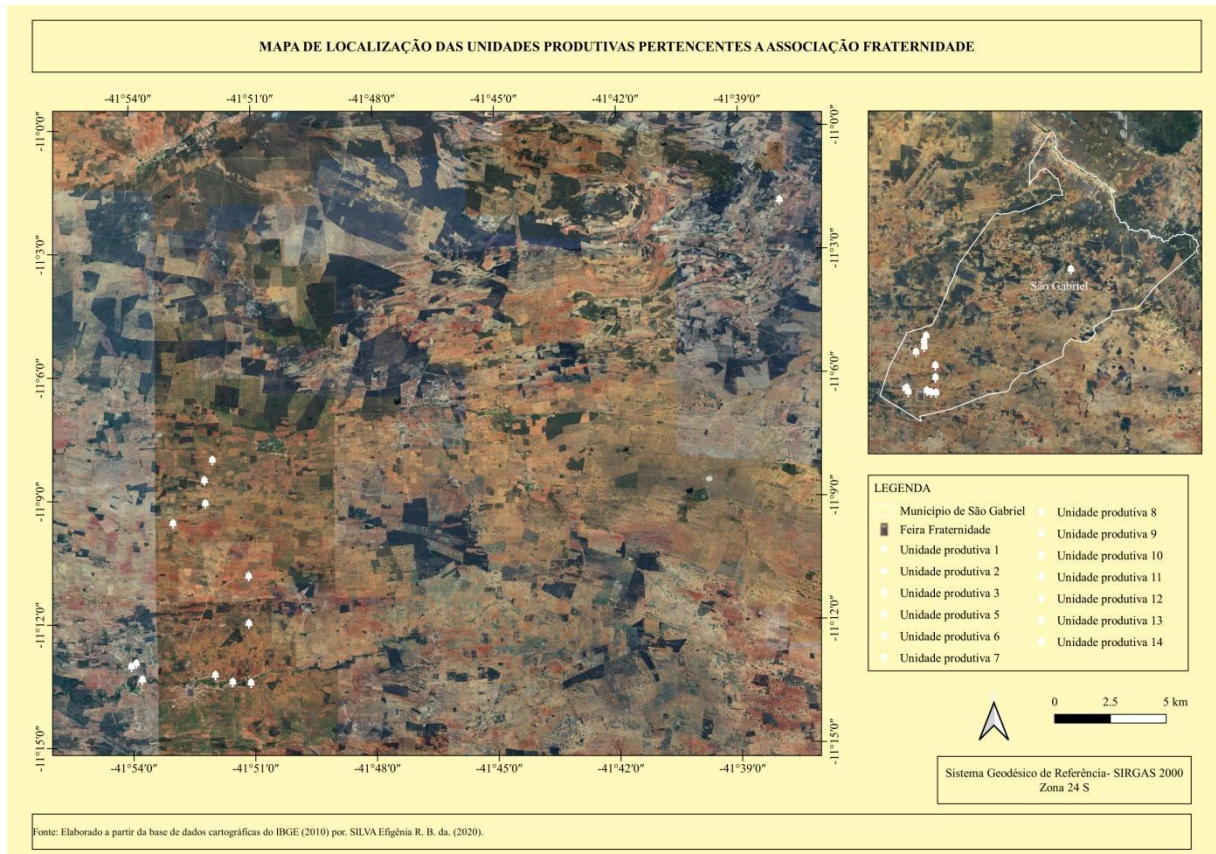 MAPA DE LOCALIZAÇÃO DAS UNIDADES PRODUTIVAS PERTENCENTES A ASSOCIAÇÃO FRATERNIDADE
-41°54′0″ -41°51′0″ -41°48′0″ -41°45′0″ -41°42′0″ -41°39′0″
-11°0′0″ -11°0′0″
-11°3′0″ -11°3′0″
-11°6′0″ -11°6′0″
-11°9′0″ -11°9′0″
-11°12′0″ -11°12′0″
-11°15′0″ -11°15′0″
-41°54′0″ -41°51′0″ -41°48′0″ -41°45′0″ -41°42′0″ -41°39′0″
São Gabriel
LEGENDA
Município de São Gabriel
Feira Fraternidade
Unidade produtiva 1
Unidade produtiva 2
Unidade produtiva 3
Unidade produtiva 5
Unidade produtiva 6
Unidade produtiva 7
Unidade produtiva 8
Unidade produtiva 9
Unidade produtiva 10
Unidade produtiva 11
Unidade produtiva 12
Unidade produtiva 13
Unidade produtiva 14
0 2.5 5 km
Sistema Geodésico de Referência- SIRGAS 2000
Zona 24 S
Fonte: Elaborado a partir da base de dados cartográficas do IBGE (2010) por. SILVA Efigênia R. B. da. (2020).